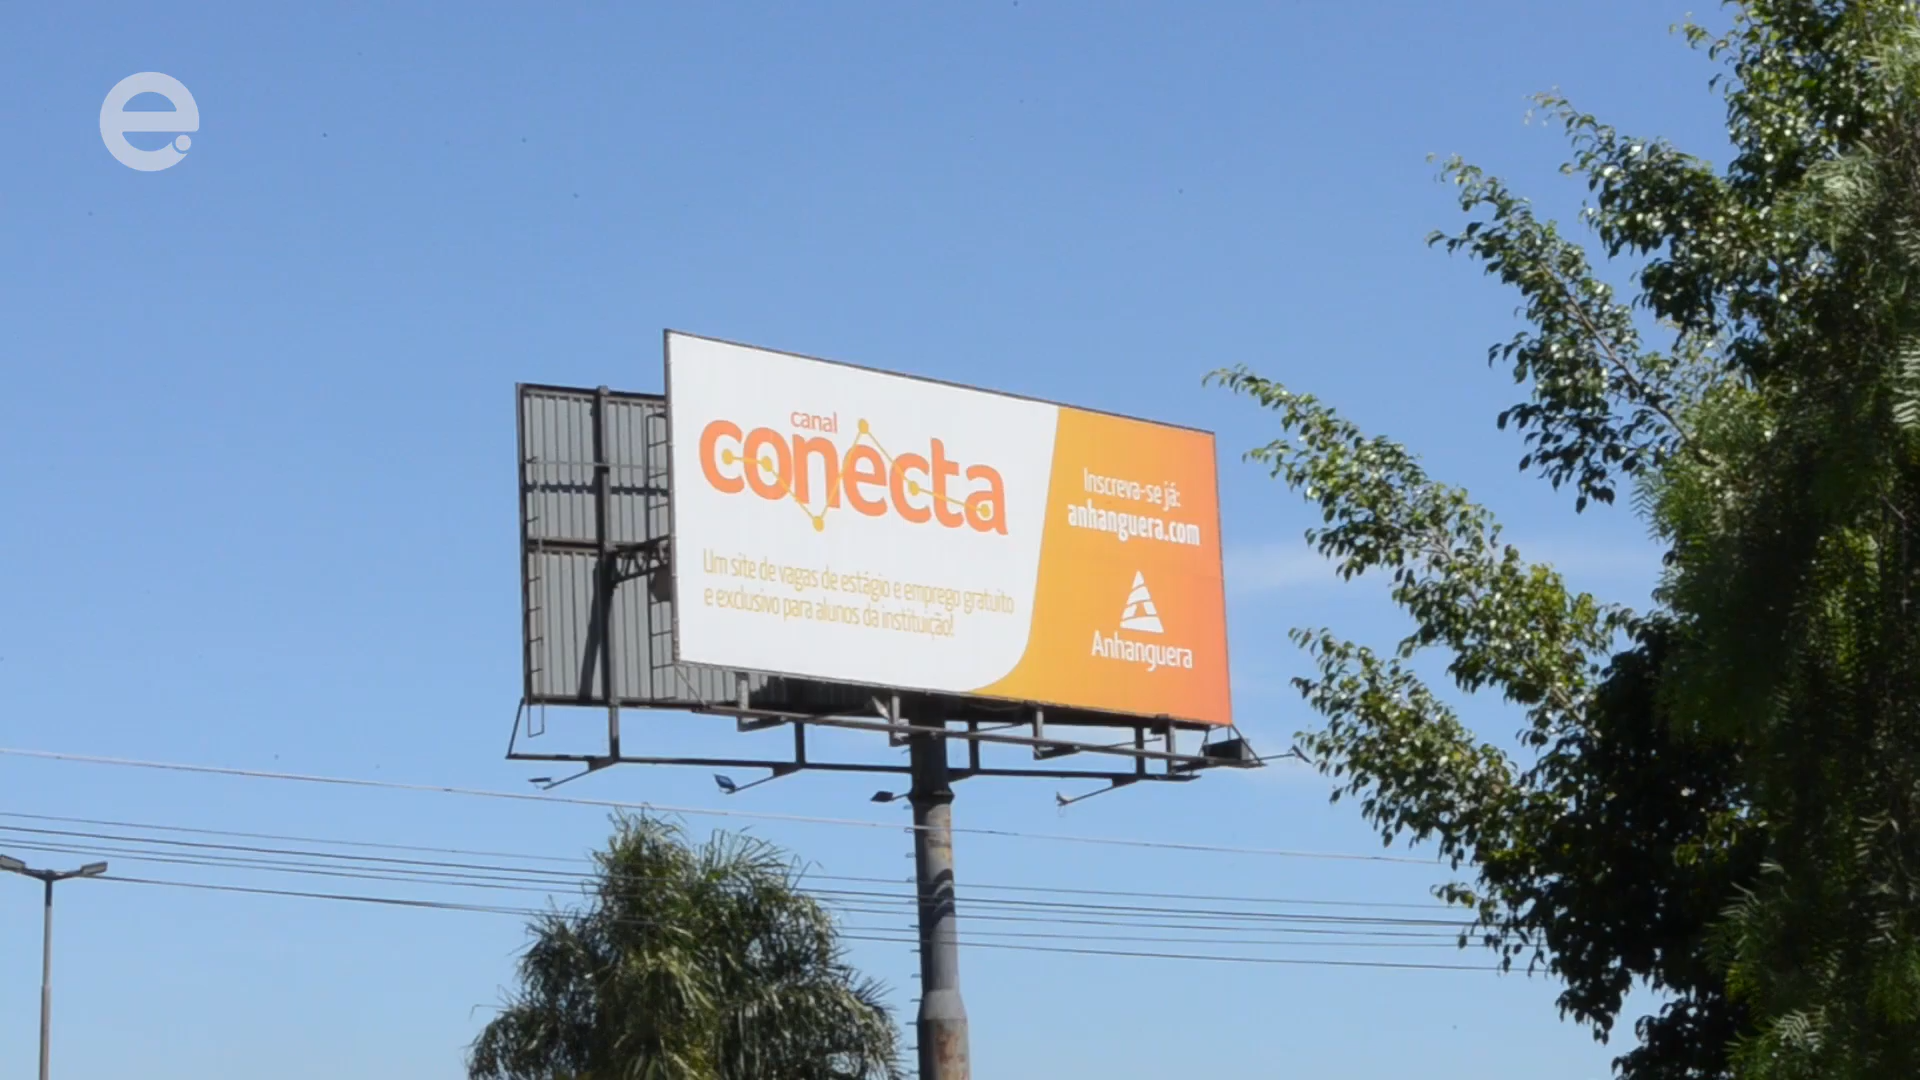 e
canal
conecta
Um site de vagas de estágio e emprego gratuito
e exclusivo para alunos da instituição!
Inscreva-se já:
anhanguera.com
Anhanguera